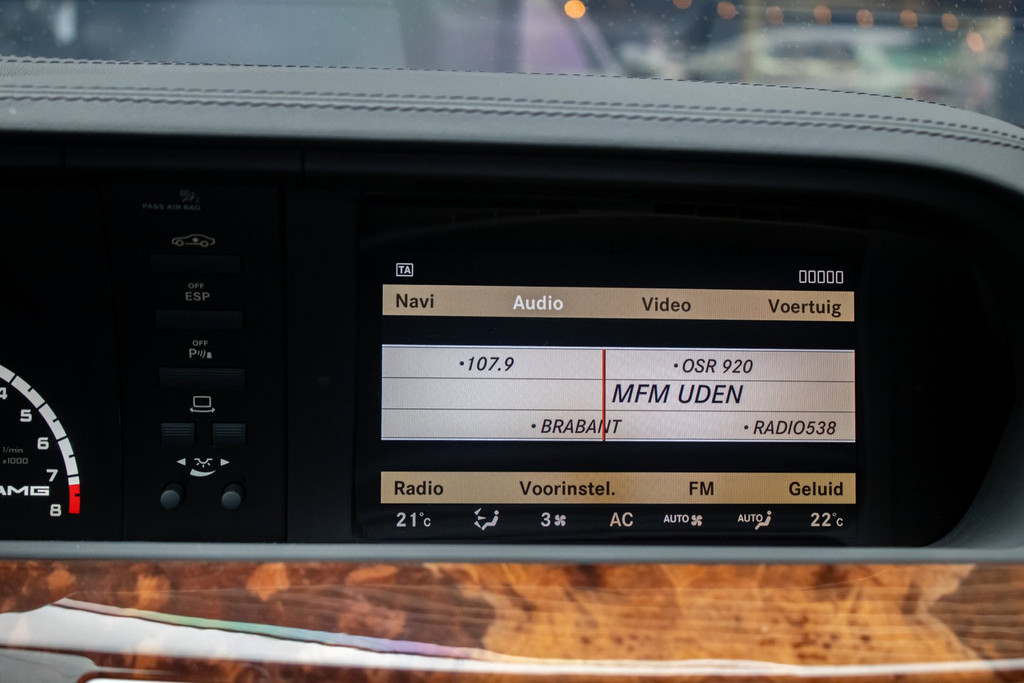 PASS AIR BAG
OFF
ESP
OFF
P
TA
Navi Audio Video Voertuig
•107.9 •OSR 920
MFM UDEN
•BRABANT •RADIO538
Radio Voorinstel. FM Geluid
21°C 3 AC AUTO AUTO 22°C
4
5
6
7
8
1/min
x1000
AMG